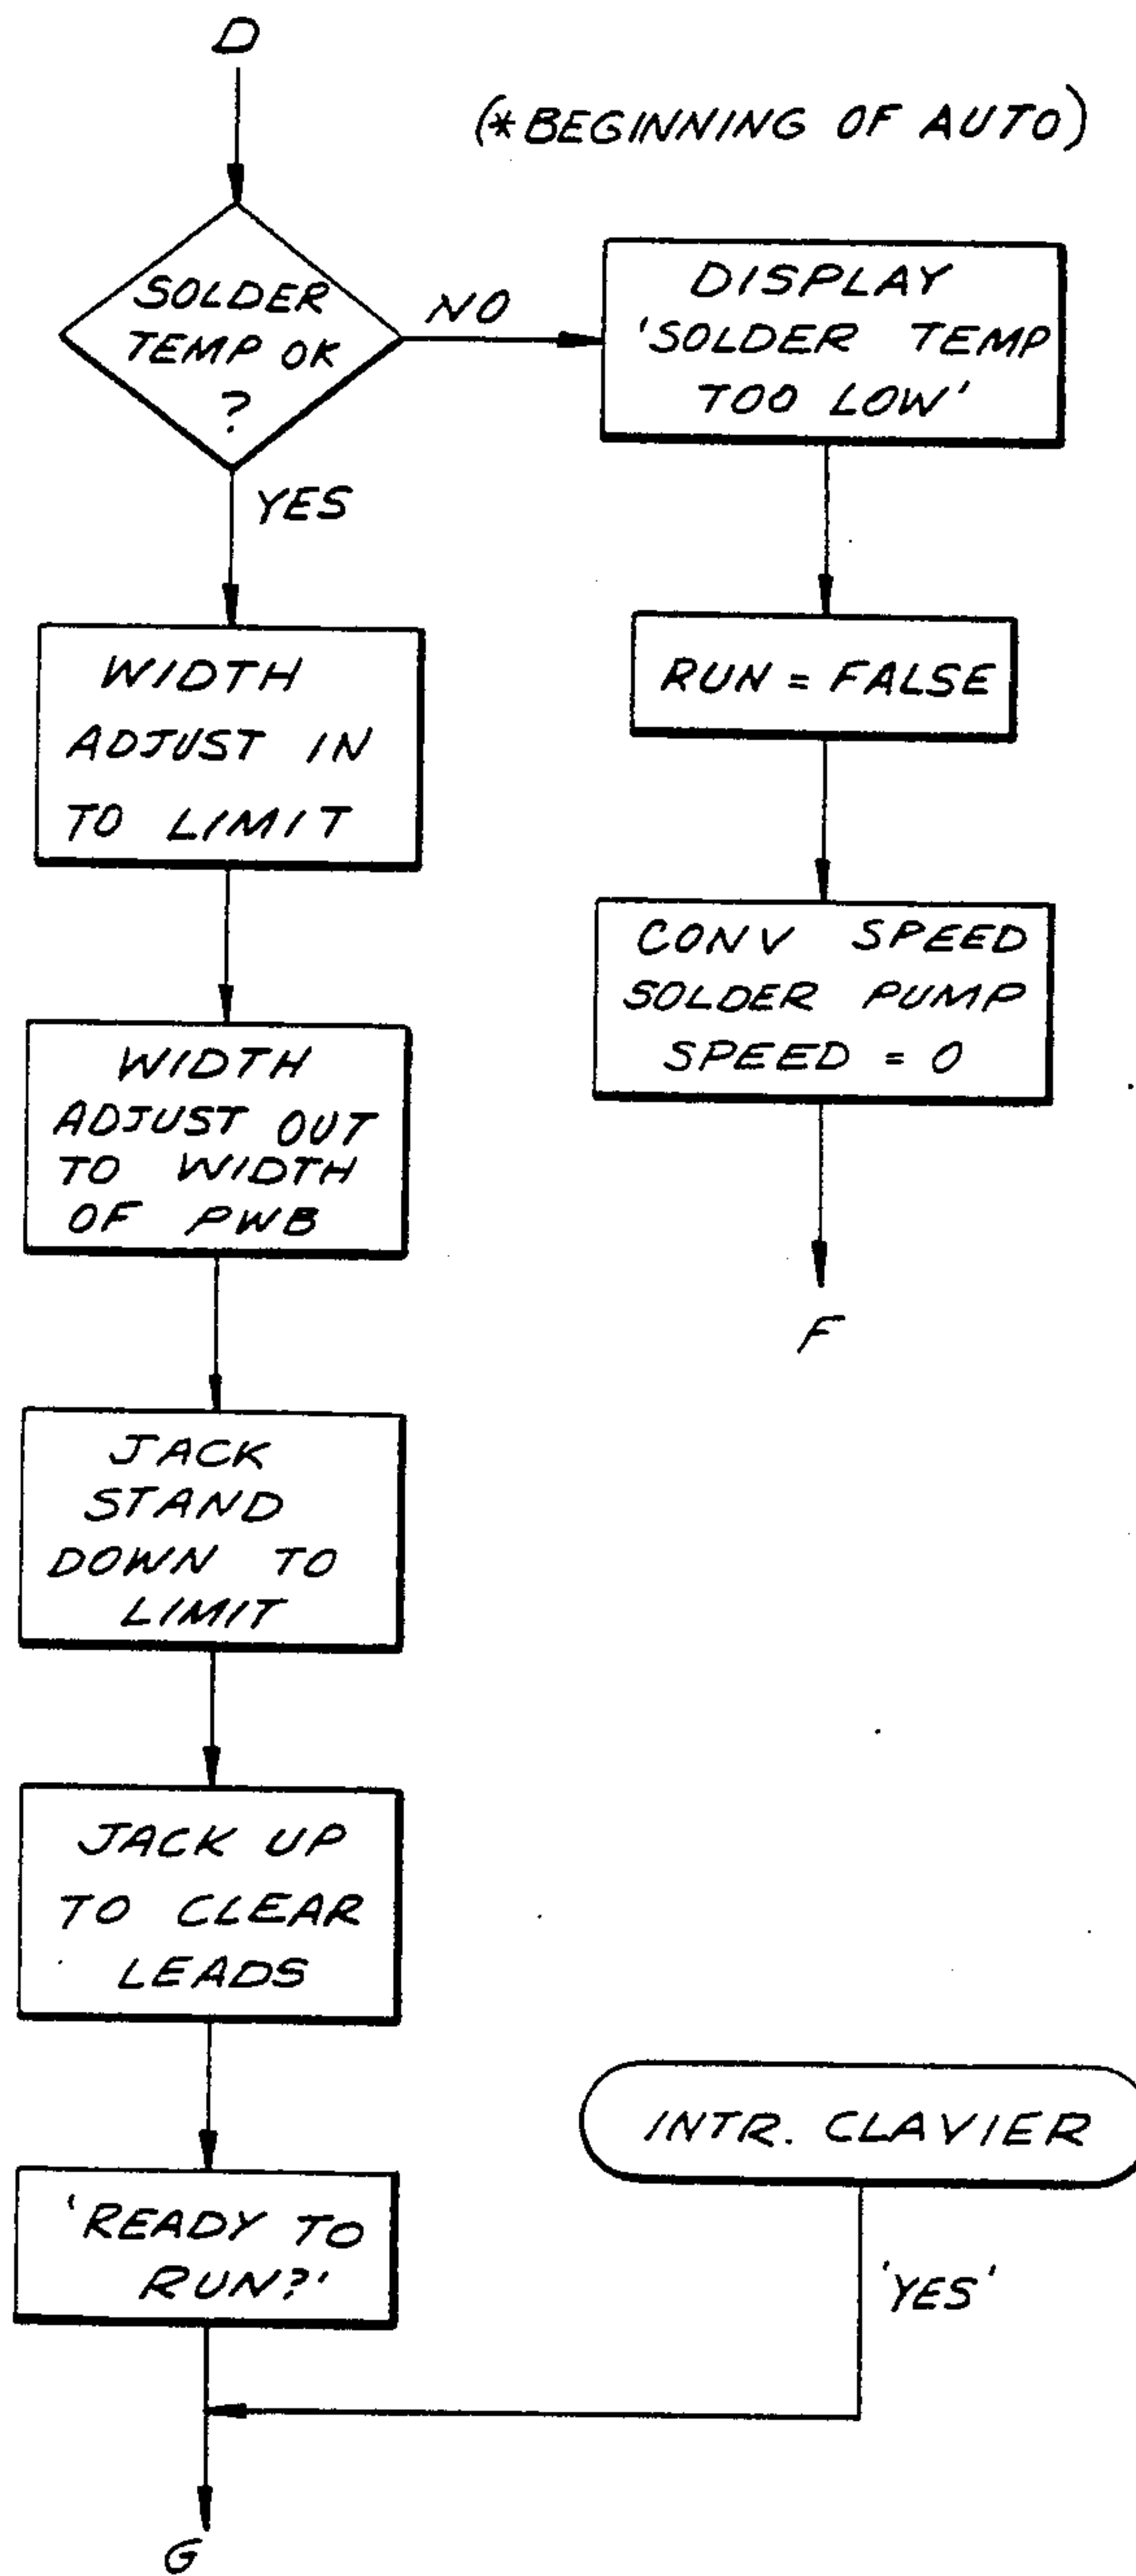 D
(*BEGINNING OF AUTO)
SOLDER
TEMP OK
?
NO
DISPLAY
'SOLDER TEMP
TOO LOW'
YES
RUN = FALSE
WIDTH
ADJUST IN
TO LIMIT
CONV SPEED
SOLDER PUMP
SPEED = 0
WIDTH
ADJUST OUT
TO WIDTH
OF PWB
F
JACK
STAND
DOWN TO
LIMIT
JACK UP
TO CLEAR
LEADS
INTR. CLAVIER
'READY TO
RUN?'
'YES'
G